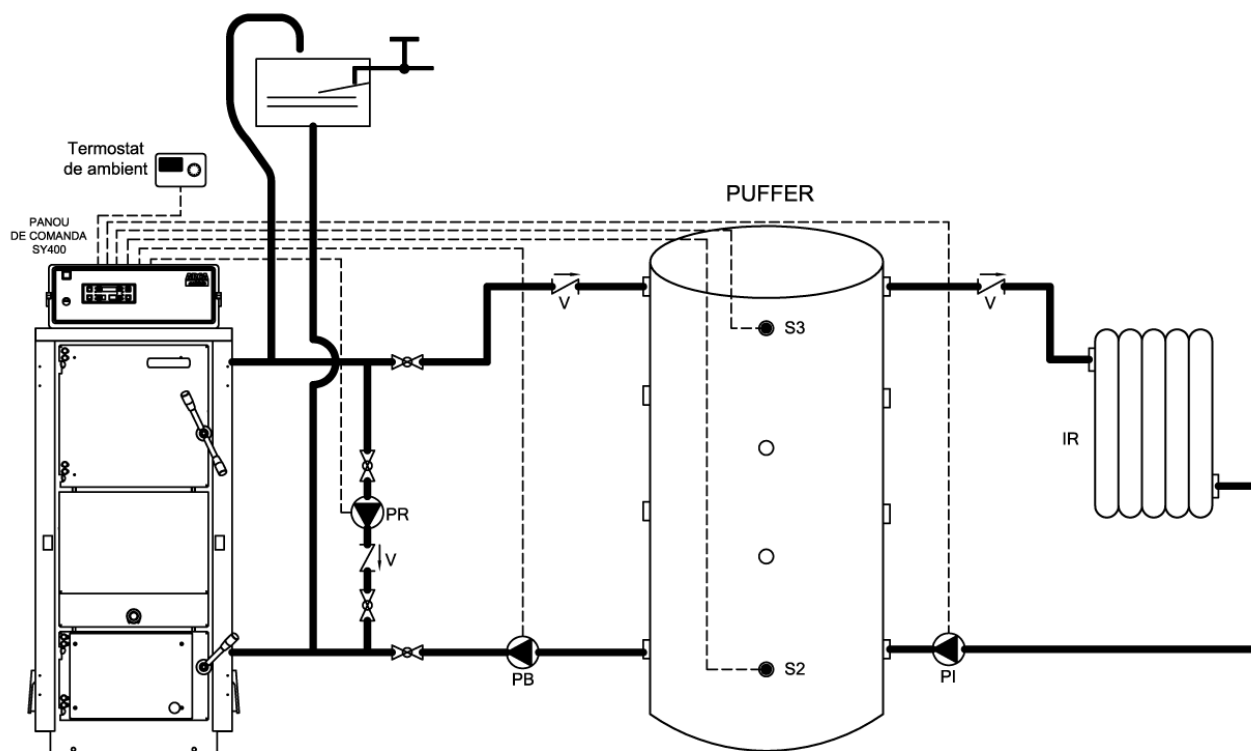 Termostat
de ambient
PANOU
DE COMANDA
SY400
PUFFER
V
V
S3
IR
PR
V
PB
S2
PI